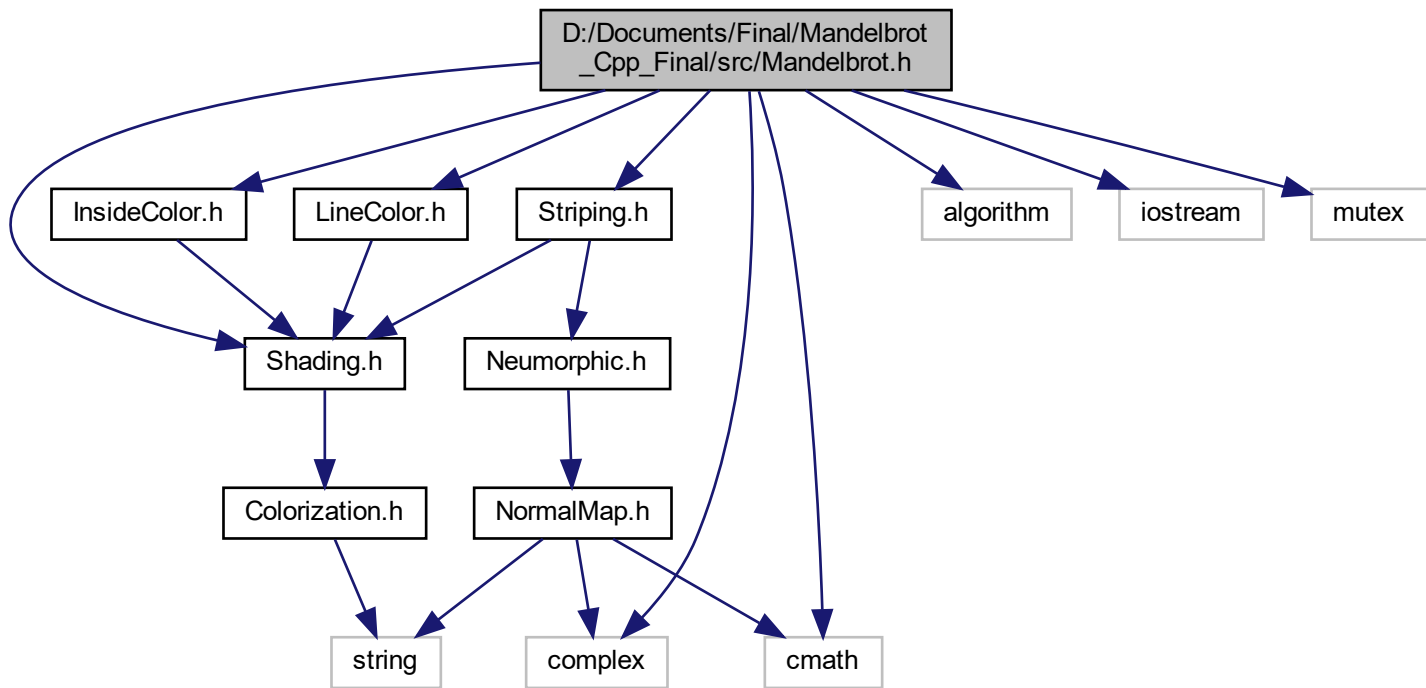 D:/Documents/Final/Mandelbrot
_Cpp_Final/src/Mandelbrot.h
InsideColor.h
LineColor.h
Striping.h
algorithm
iostream
mutex
Shading.h
Neumorphic.h
Colorization.h
NormalMap.h
string
complex
cmath